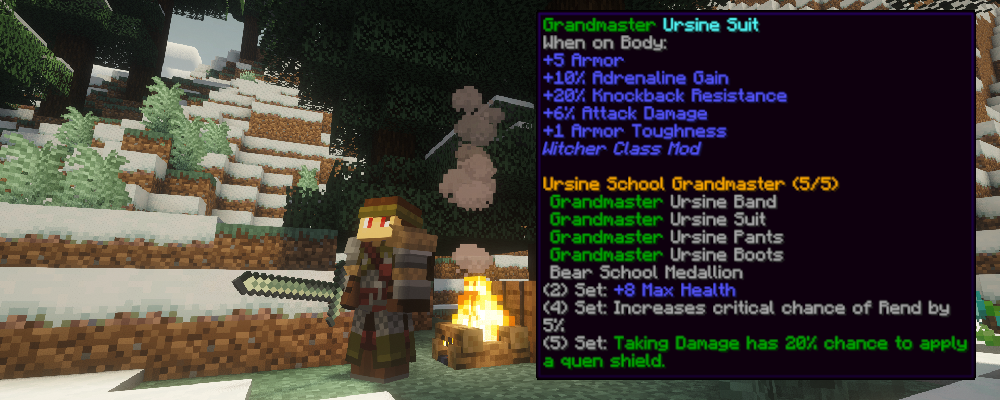 Grandmaster Ursine Suit
When on Body:
+5 Armor
+10% Adrenaline Gain
+20% Knockback Resistance
+6% Attack Damage
+1 Armor Toughness
Witcher Class Mod
Ursine School Grandmaster (5/5)
Grandmaster Ursine Band
Grandmaster Ursine Suit
Grandmaster Ursine Pants
Grandmaster Ursine Boots
Bear School Medallion
(2) Set: +8 Max Health
(4) Set: Increases critical chance of Rend by
5%
(5) Set: Taking Damage has 20% chance to apply
a quen shield.